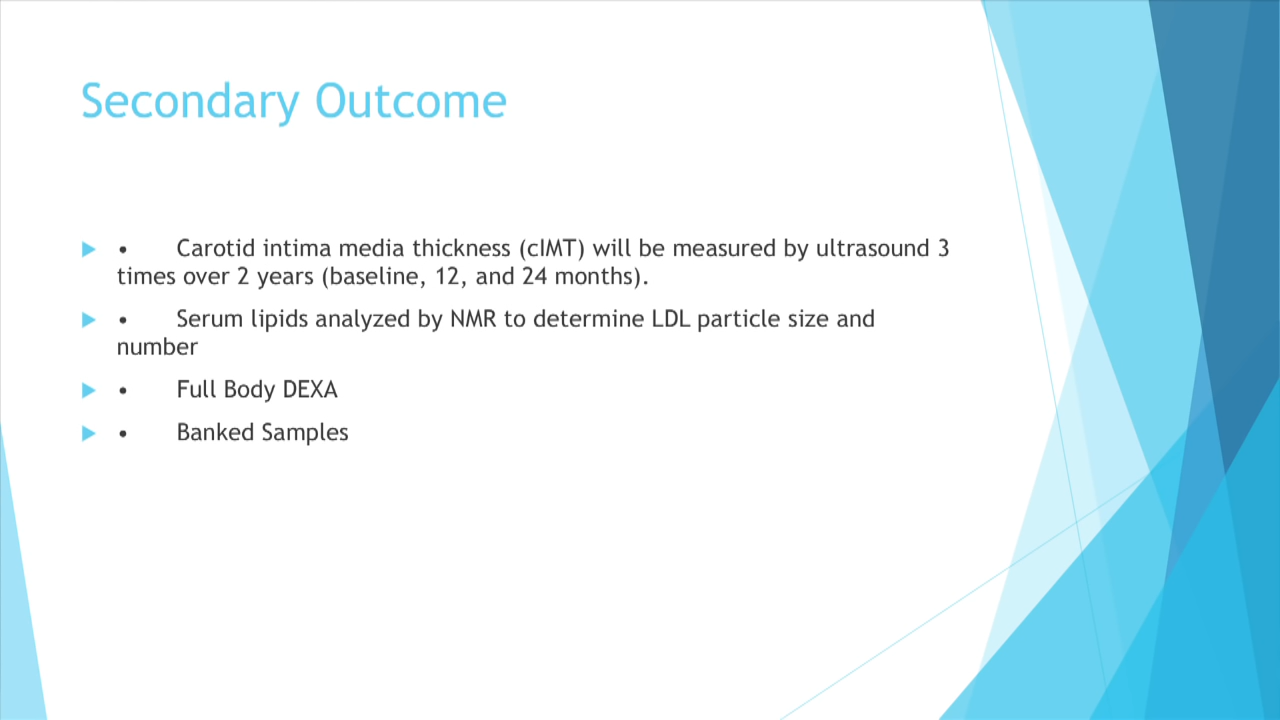 Secondary Outcome
• Carotid intima media thickness (cIMT) will be measured by ultrasound 3
times over 2 years (baseline, 12, and 24 months).
• Serum lipids analyzed by NMR to determine LDL particle size and
number
• Full Body DEXA
• Banked Samples